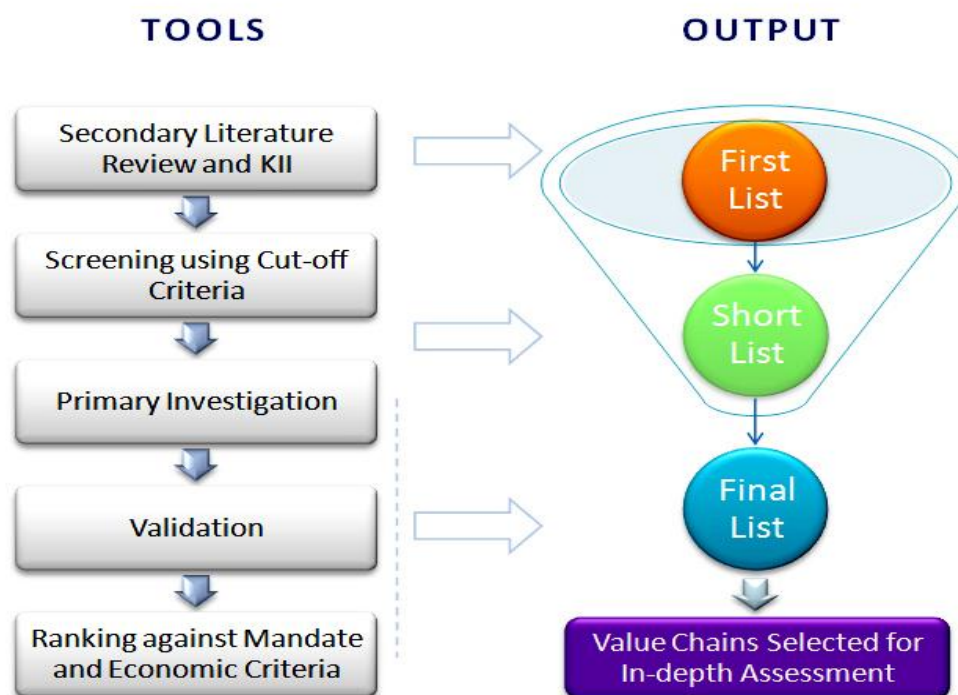 TOOLS
Secondary Literature
Review and KII
Screening using Cut-off
Criteria
Primary Investigation
Validation
Ranking against Mandate
and Economic Criteria
OUTPUT
First
List
Short
List
Final
List
Value Chains Selected for
In-depth Assessment